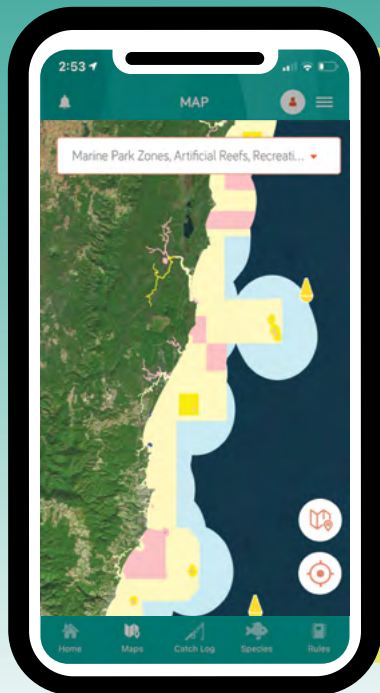 2:53
MAP
Marine Park Zones, Artificial Reefs, Recreati...
Home Maps Catch Log Species Rules